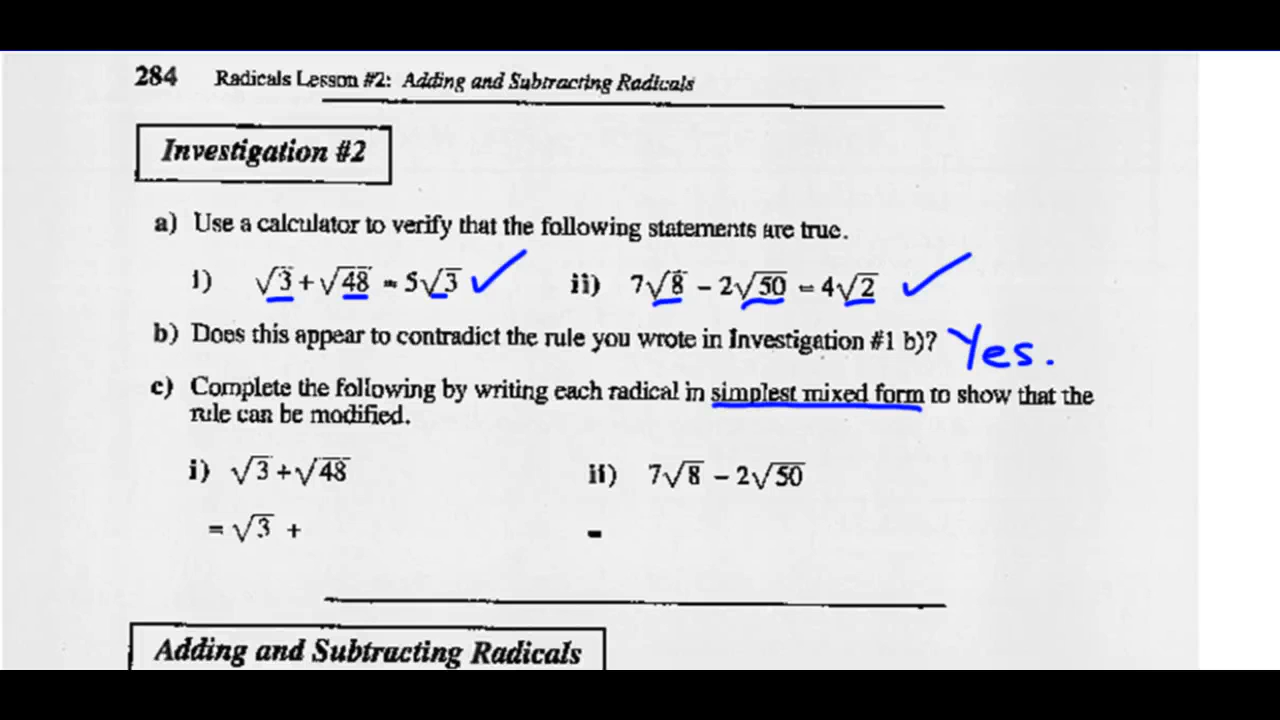 284 Radicals Lesson #2: Adding and Subtracting Radicals
Investigation #2
a) Use a calculator to verify that the following statements are true.
i) √3 + √48 = 5√3 ✓ ii) 7√8 − 2√50 = 4√2 ✓
b) Does this appear to contradict the rule you wrote in Investigation #1 b)? Yes.
c) Complete the following by writing each radical in simplest mixed form to show that the
rule can be modified.
i) √3 + √48 ii) 7√8 − 2√50
= √3 + =
Adding and Subtracting Radicals